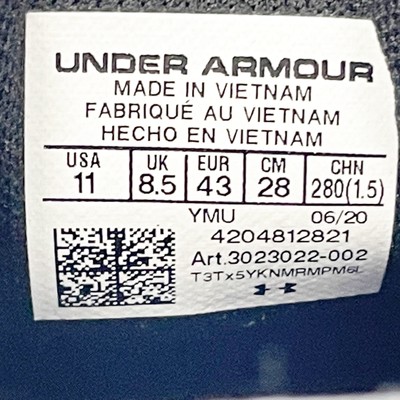 UNDER ARMOUR
MADE IN VIETNAM
FABRIQUÉ AU VIETNAM
HECHO EN VIETNAM
USA UK EUR CM CHN
11 8.5 43 28 280(1.5)
YMU 06/20
4204812821
Art.3023022-002